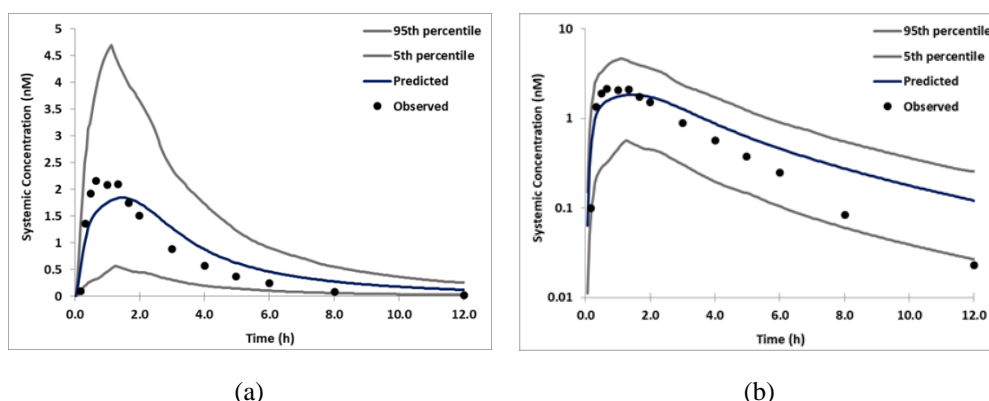 5
4.5
4
3.5
3
2.5
2
1.5
1
0.5
0
Systemic Concentration (nM)
0.0 2.0 4.0 6.0 8.0 10.0 12.0
Time (h)
95th percentile
5th percentile
Predicted
Observed
(a)
10
1
0.1
0.01
Systemic Concentration (nM)
0.0 2.0 4.0 6.0 8.0 10.0 12.0
Time (h)
95th percentile
5th percentile
Predicted
Observed
(b)